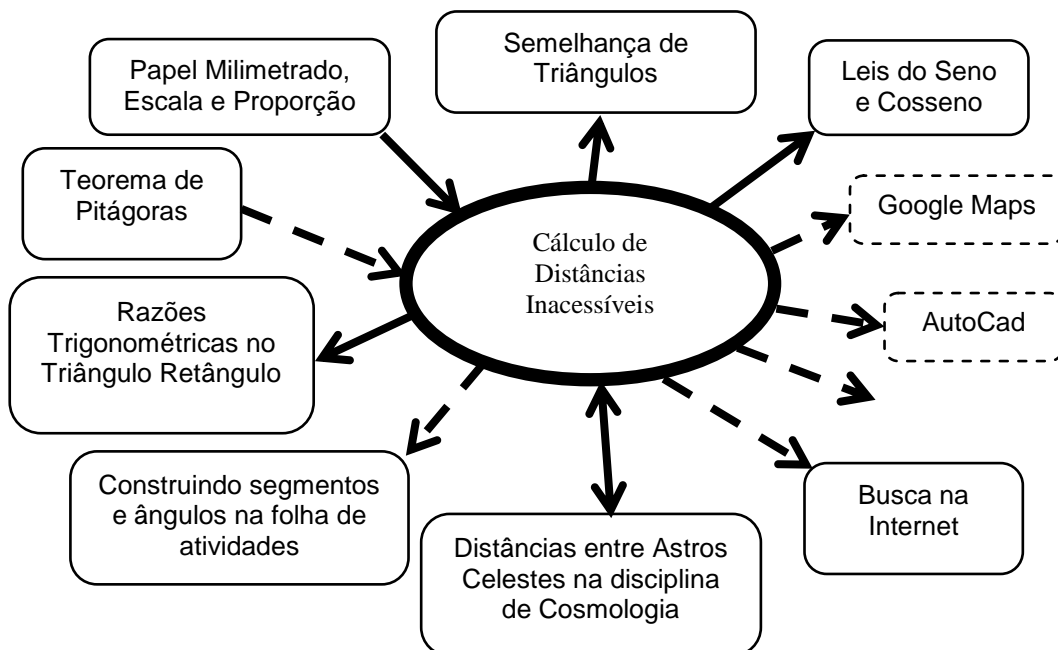 Semelhança de
Triângulos
Papel Milimetrado,
Escala e Proporção
Leis do Seno
e Cosseno
Teorema de
Pitágoras
Google Maps
Cálculo de
Distâncias
Inacessíveis
Razões
Trigonométricas no
Triângulo Retângulo
AutoCad
Construindo segmentos
e ângulos na folha de
atividades
Busca na
Internet
Distâncias entre Astros
Celestes na disciplina
de Cosmologia